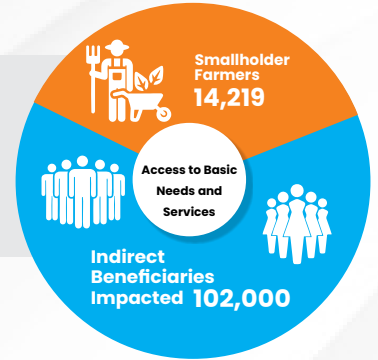 Smallholder
Farmers
14,219
Access to Basic
Needs and
Services
Indirect
Beneficiaries
Impacted 102,000